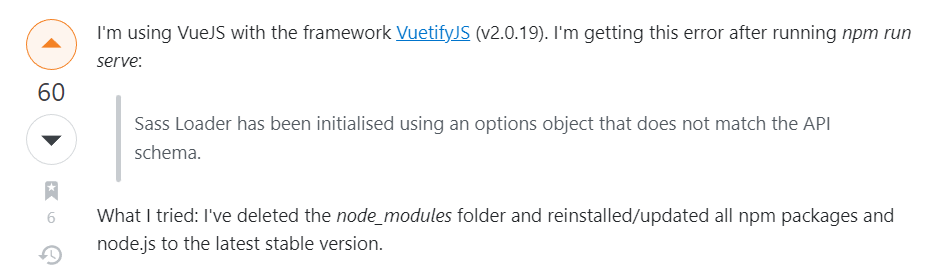 I'm using VueJS with the framework VuetifyJS (v2.0.19). I'm getting this error after running npm run
serve:
60
Sass Loader has been initialised using an options object that does not match the API
schema.
6
What I tried: I've deleted the node_modules folder and reinstalled/updated all npm packages and
node.js to the latest stable version.